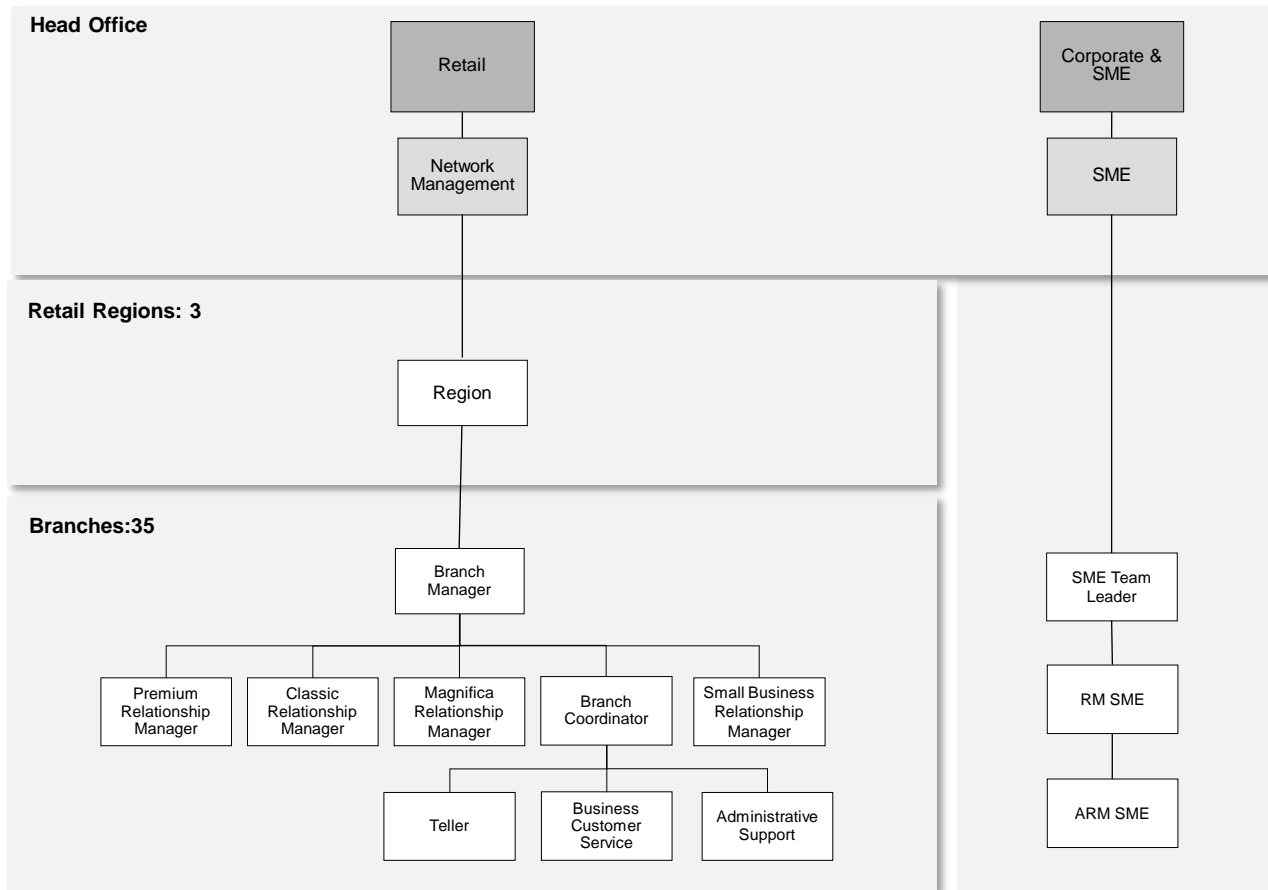 Head Office
Retail
Corporate &
SME
Network
Management
SME
Retail Regions: 3
Region
Branches:35
Branch
Manager
SME Team
Leader
Premium
Relationship
Manager
Classic
Relationship
Manager
Magnifica
Relationship
Manager
Branch
Coordinator
Small Business
Relationship
Manager
RM SME
Teller
Business
Customer
Service
Administrative
Support
ARM SME